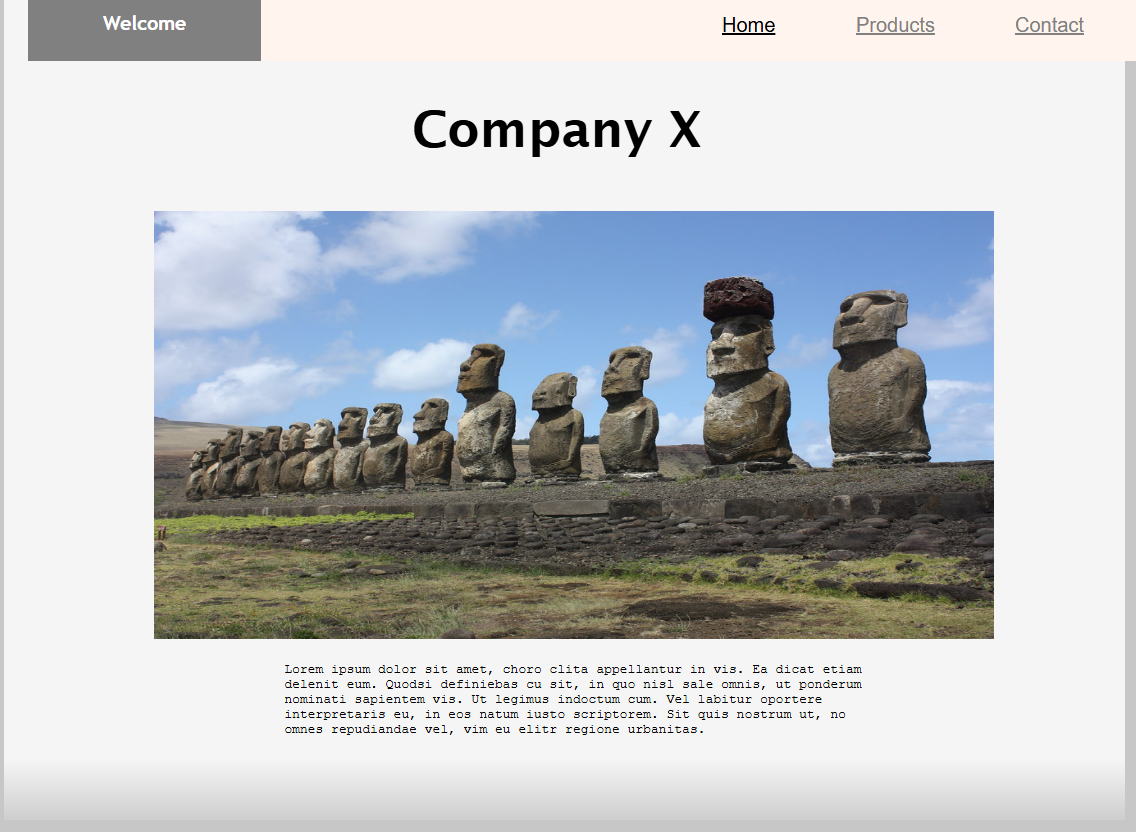 Welcome
Home
Products
Contact
Company X
Lorem ipsum dolor sit amet, choro clita appellantur in vis. Ea dicat etiam
delenit eum. Quodsi definiebas cu sit, in quo nisl sale omnis, ut ponderum
nominati sapientem vis. Ut legimus indoctum cum. Vel labitur oportere
interpretaris eu, in eos natum iusto scriptorem. Sit quis nostrum ut, no
omnes repudiandae vel, vim eu elitr regione urbanitas.